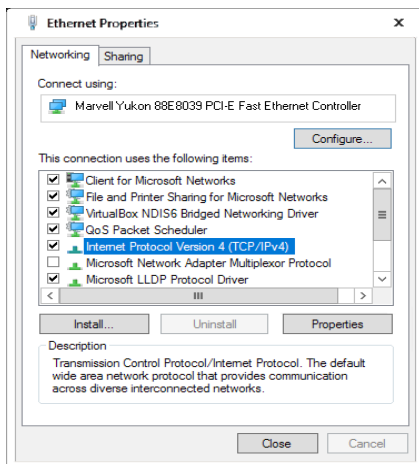 Ethernet Properties
Networking Sharing
Connect using:
Marvell Yukon 88E8039 PCI-E Fast Ethernet Controller
Configure...
This connection uses the following items:
Client for Microsoft Networks
File and Printer Sharing for Microsoft Networks
VirtualBox NDIS6 Bridged Networking Driver
QoS Packet Scheduler
Internet Protocol Version 4 (TCP/IPv4)
Microsoft Network Adapter Multiplexor Protocol
Microsoft LLDP Protocol Driver
Install... Uninstall Properties
Description
Transmission Control Protocol/Internet Protocol. The default
wide area network protocol that provides communication
across diverse interconnected networks.
Close Cancel